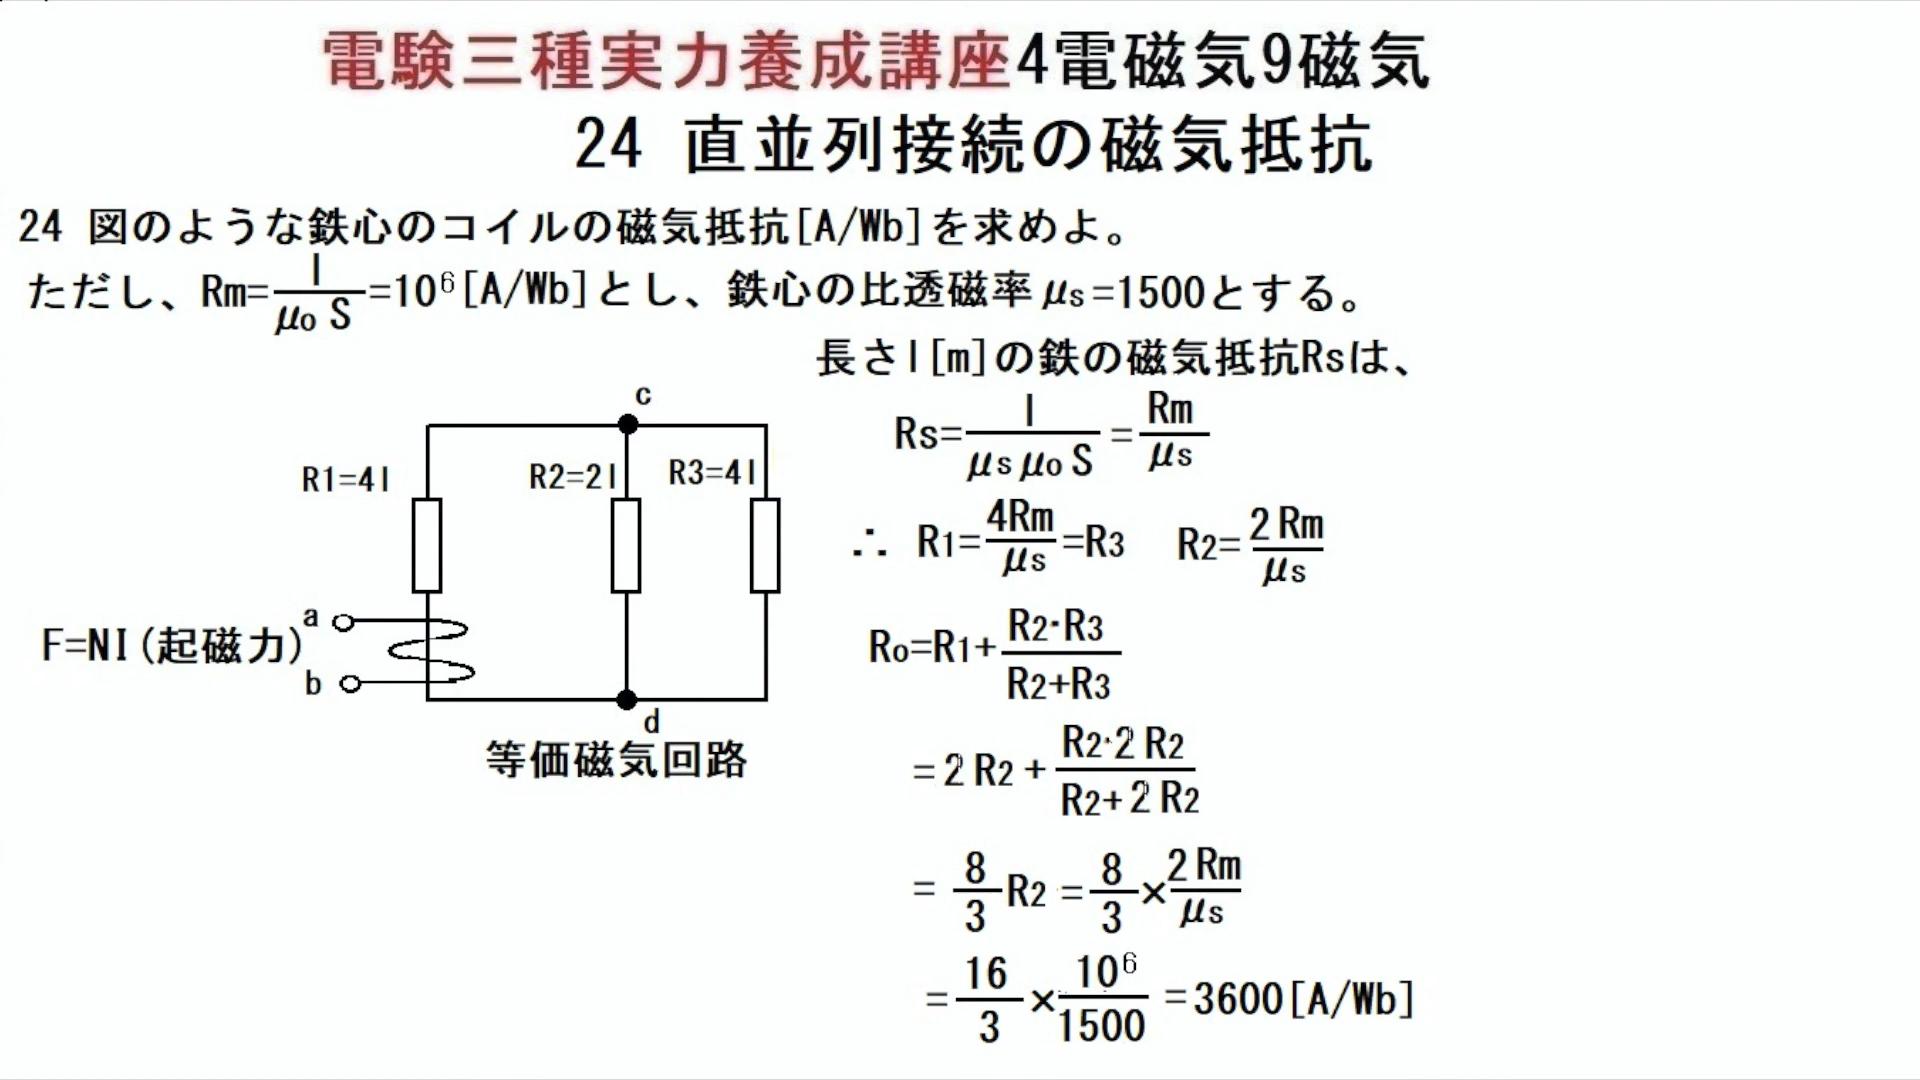 電験三種実力養成講座4電磁気9磁気
24 直並列接続の磁気抵抗
24 図のような鉄心のコイルの磁気抵抗[A/Wb]を求めよ。
ただし、Rm=l/μo S=10⁶[A/Wb]とし、鉄心の比透磁率μs=1500とする。
長さl[m]の鉄の磁気抵抗Rsは、
Rs=l/μs μo S=Rm/μs
∴ R1=4Rm/μs=R3 R2=2Rm/μs
Ro=R1+R2・R3/R2+R3
=2R2+R2・2R2/R2+2R2
=8/3R2=8/3×2Rm/μs
=16/3×10⁶/1500=3600[A/Wb]
c
R1=4l
R2=2l
R3=4l
F=NI(起磁力)
a
b
d
等価磁気回路